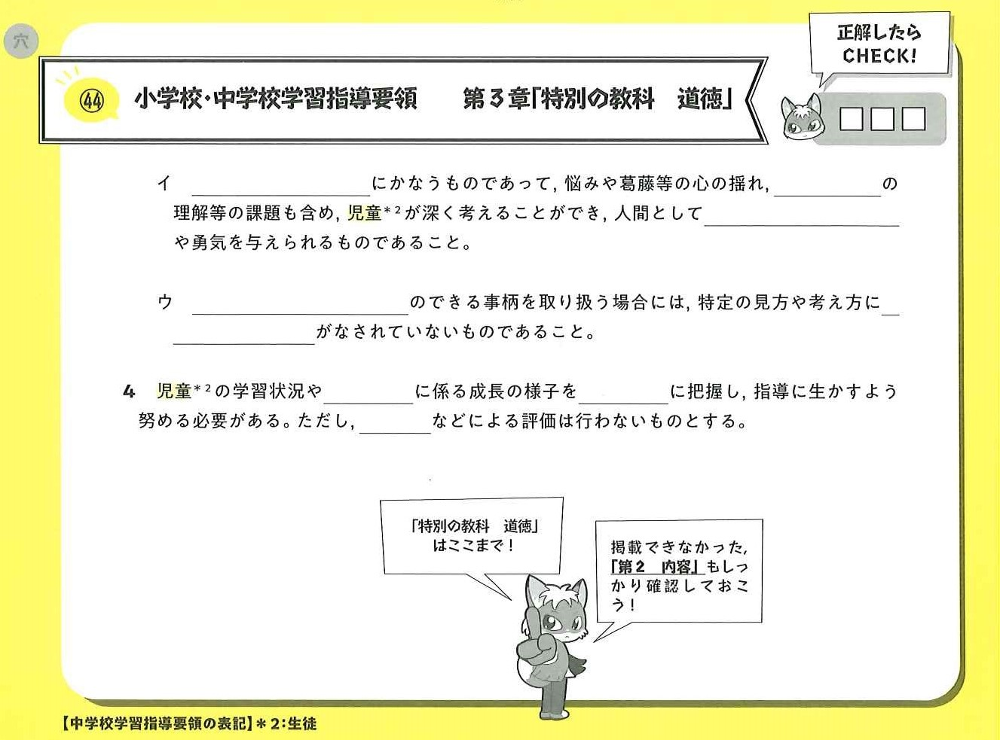 穴
正解したら
CHECK!
㊹ 小学校・中学校学習指導要領　第3章「特別の教科　道徳」
イ ＿＿＿＿＿＿＿＿＿＿にかなうものであって, 悩みや葛藤等の心の揺れ, ＿＿＿＿＿＿の
理解等の課題も含め, 児童＊2が深く考えることができ, 人間として＿＿＿＿＿＿＿＿＿＿＿
や勇気を与えられるものであること。
ウ ＿＿＿＿＿＿＿＿＿＿＿＿のできる事柄を取り扱う場合には, 特定の見方や考え方に＿
＿＿＿＿＿＿＿＿がなされていないものであること。
4 児童＊2の学習状況や＿＿＿＿＿に係る成長の様子を＿＿＿＿＿に把握し, 指導に生かすよう
努める必要がある。ただし, ＿＿＿＿などによる評価は行わないものとする。
「特別の教科　道徳」
はここまで！
掲載できなかった,
『第2　内容』もしっ
かり確認しておこ
う！
【中学校学習指導要領の表記】＊2：生徒